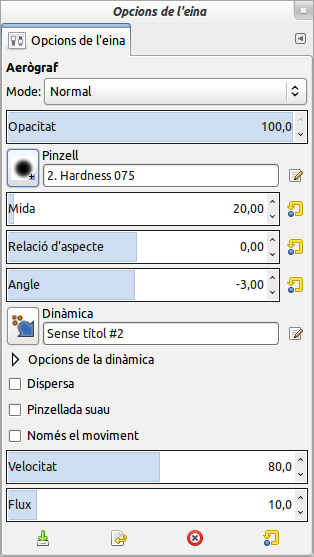 Opcions de l'eina
Opcions de l'eina
Aerògraf
Mode: Normal
Opacitat 100,0
Pinzell
2. Hardness 075
Mida 20,00
Relació d'aspecte 0,00
Angle -3,00
Dinàmica
Sense títol #2
Opcions de la dinàmica
Dispersa
Pinzellada suau
Només el moviment
Velocitat 80,0
Flux 10,0